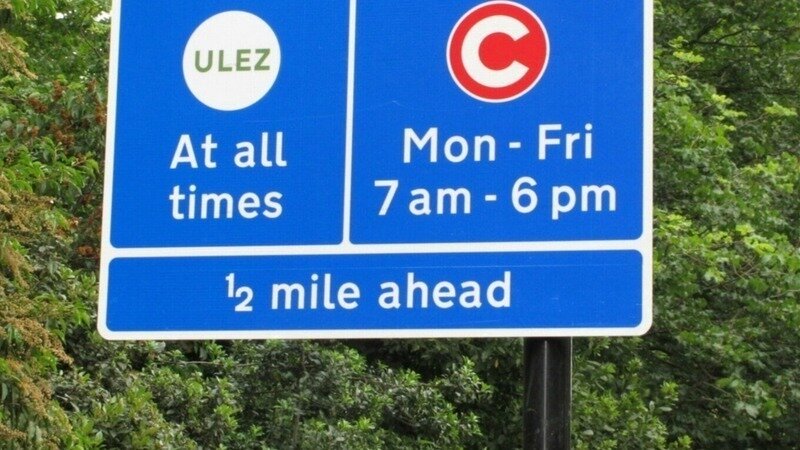 ULEZ
At all
times
C
Mon - Fri
7 am - 6 pm
½ mile ahead